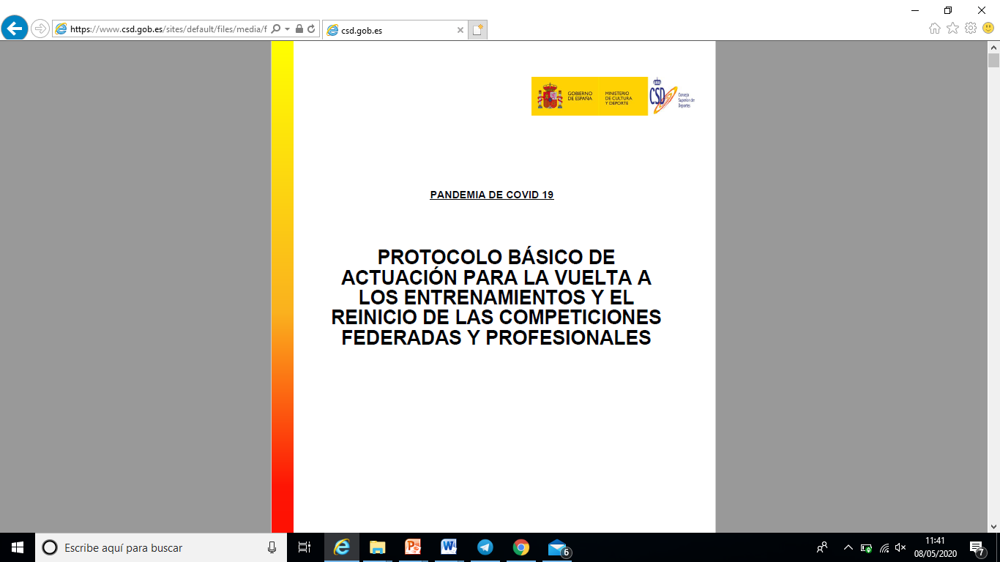 https://www.csd.gob.es/sites/default/files/media/f
csd.gob.es
GOBIERNO
DE ESPAÑA
MINISTERIO
DE CULTURA
Y DEPORTE
CSD
Consejo
Superior de
Deportes
PANDEMIA DE COVID 19
PROTOCOLO BÁSICO DE
ACTUACIÓN PARA LA VUELTA A
LOS ENTRENAMIENTOS Y EL
REINICIO DE LAS COMPETICIONES
FEDERADAS Y PROFESIONALES
Escribe aquí para buscar
6
11:41
08/05/2020
7